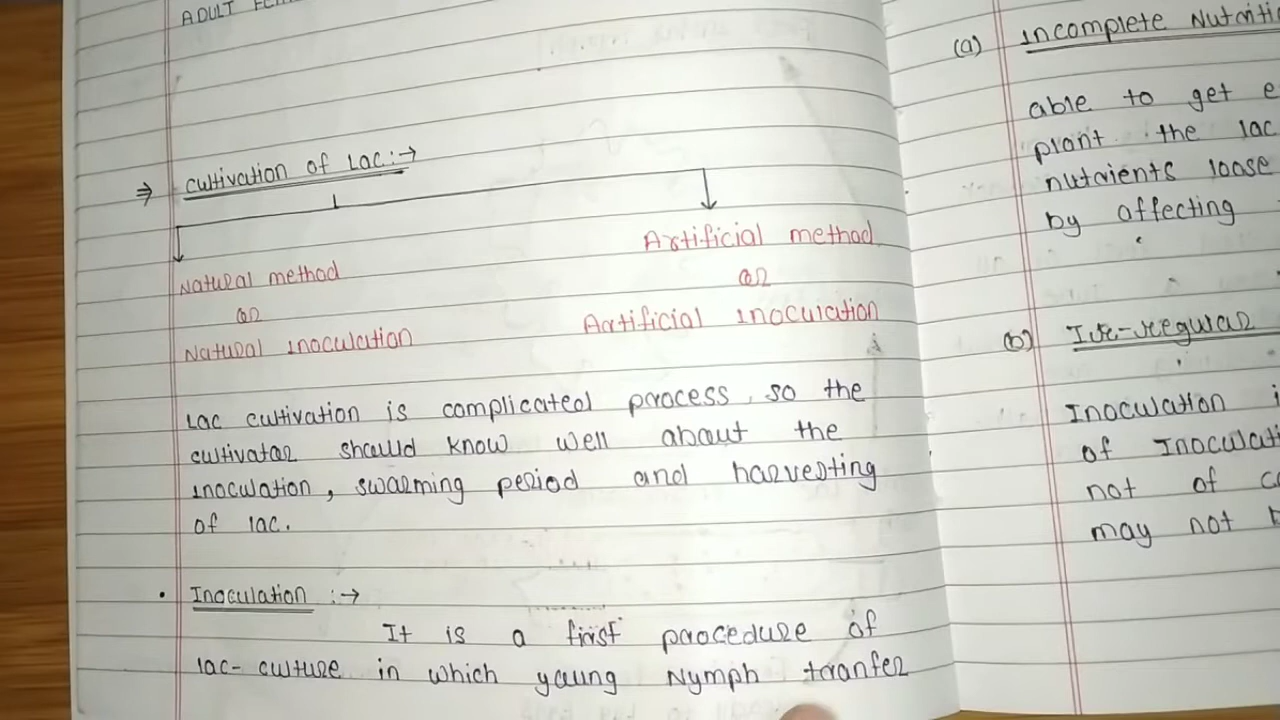 ADULT
⇒ Cultivation of Lac:→
Natural method
or
Natural Inoculation
Artificial method
or
Artificial Inoculation
Lac cultivation is complicated process, so the
cultivator should know well about the
inoculation, swarming period and harvesting
of lac.
• Inoculation :→
It is a first procedure of
lac-culture in which young Nymph tranfer
(a) Incomplete
able to get
plant the lac
nutrients loose
by affecting
(b) Irr-regular
Inoculation
of
not of
may not